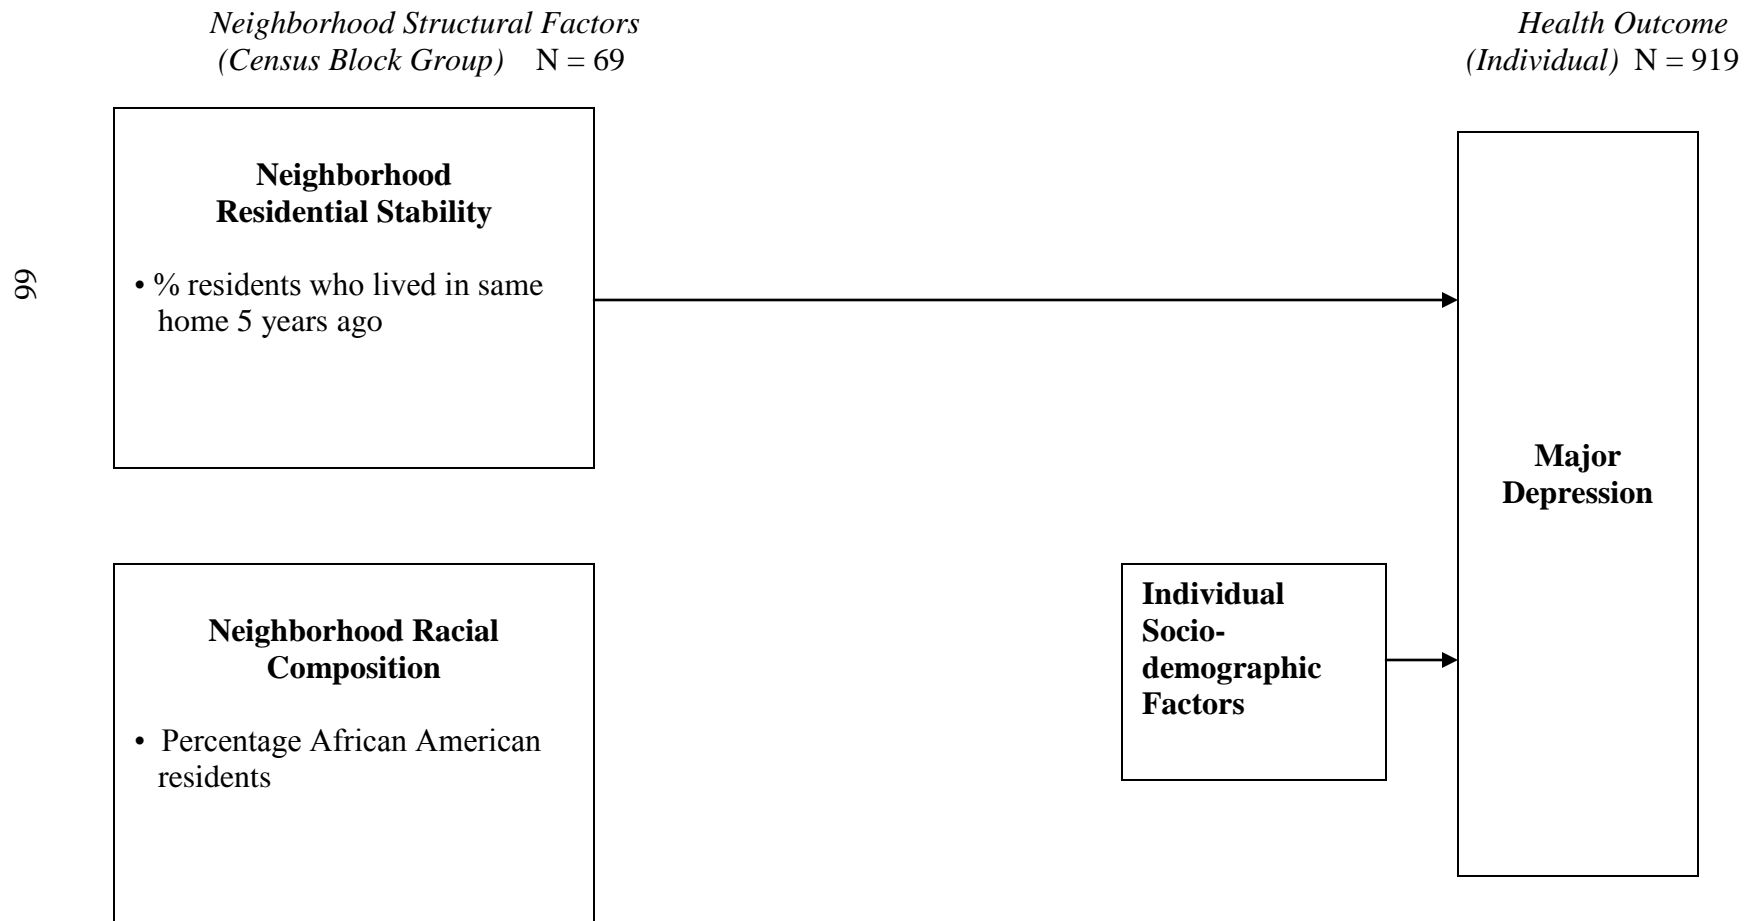 Neighborhood Structural Factors
(Census Block Group) N = 69
Health Outcome
(Individual) N = 919
99
Neighborhood
Residential Stability
• % residents who lived in same
home 5 years ago
Major
Depression
Neighborhood Racial
Composition
• Percentage African American
residents
Individual
Socio-
demographic
Factors